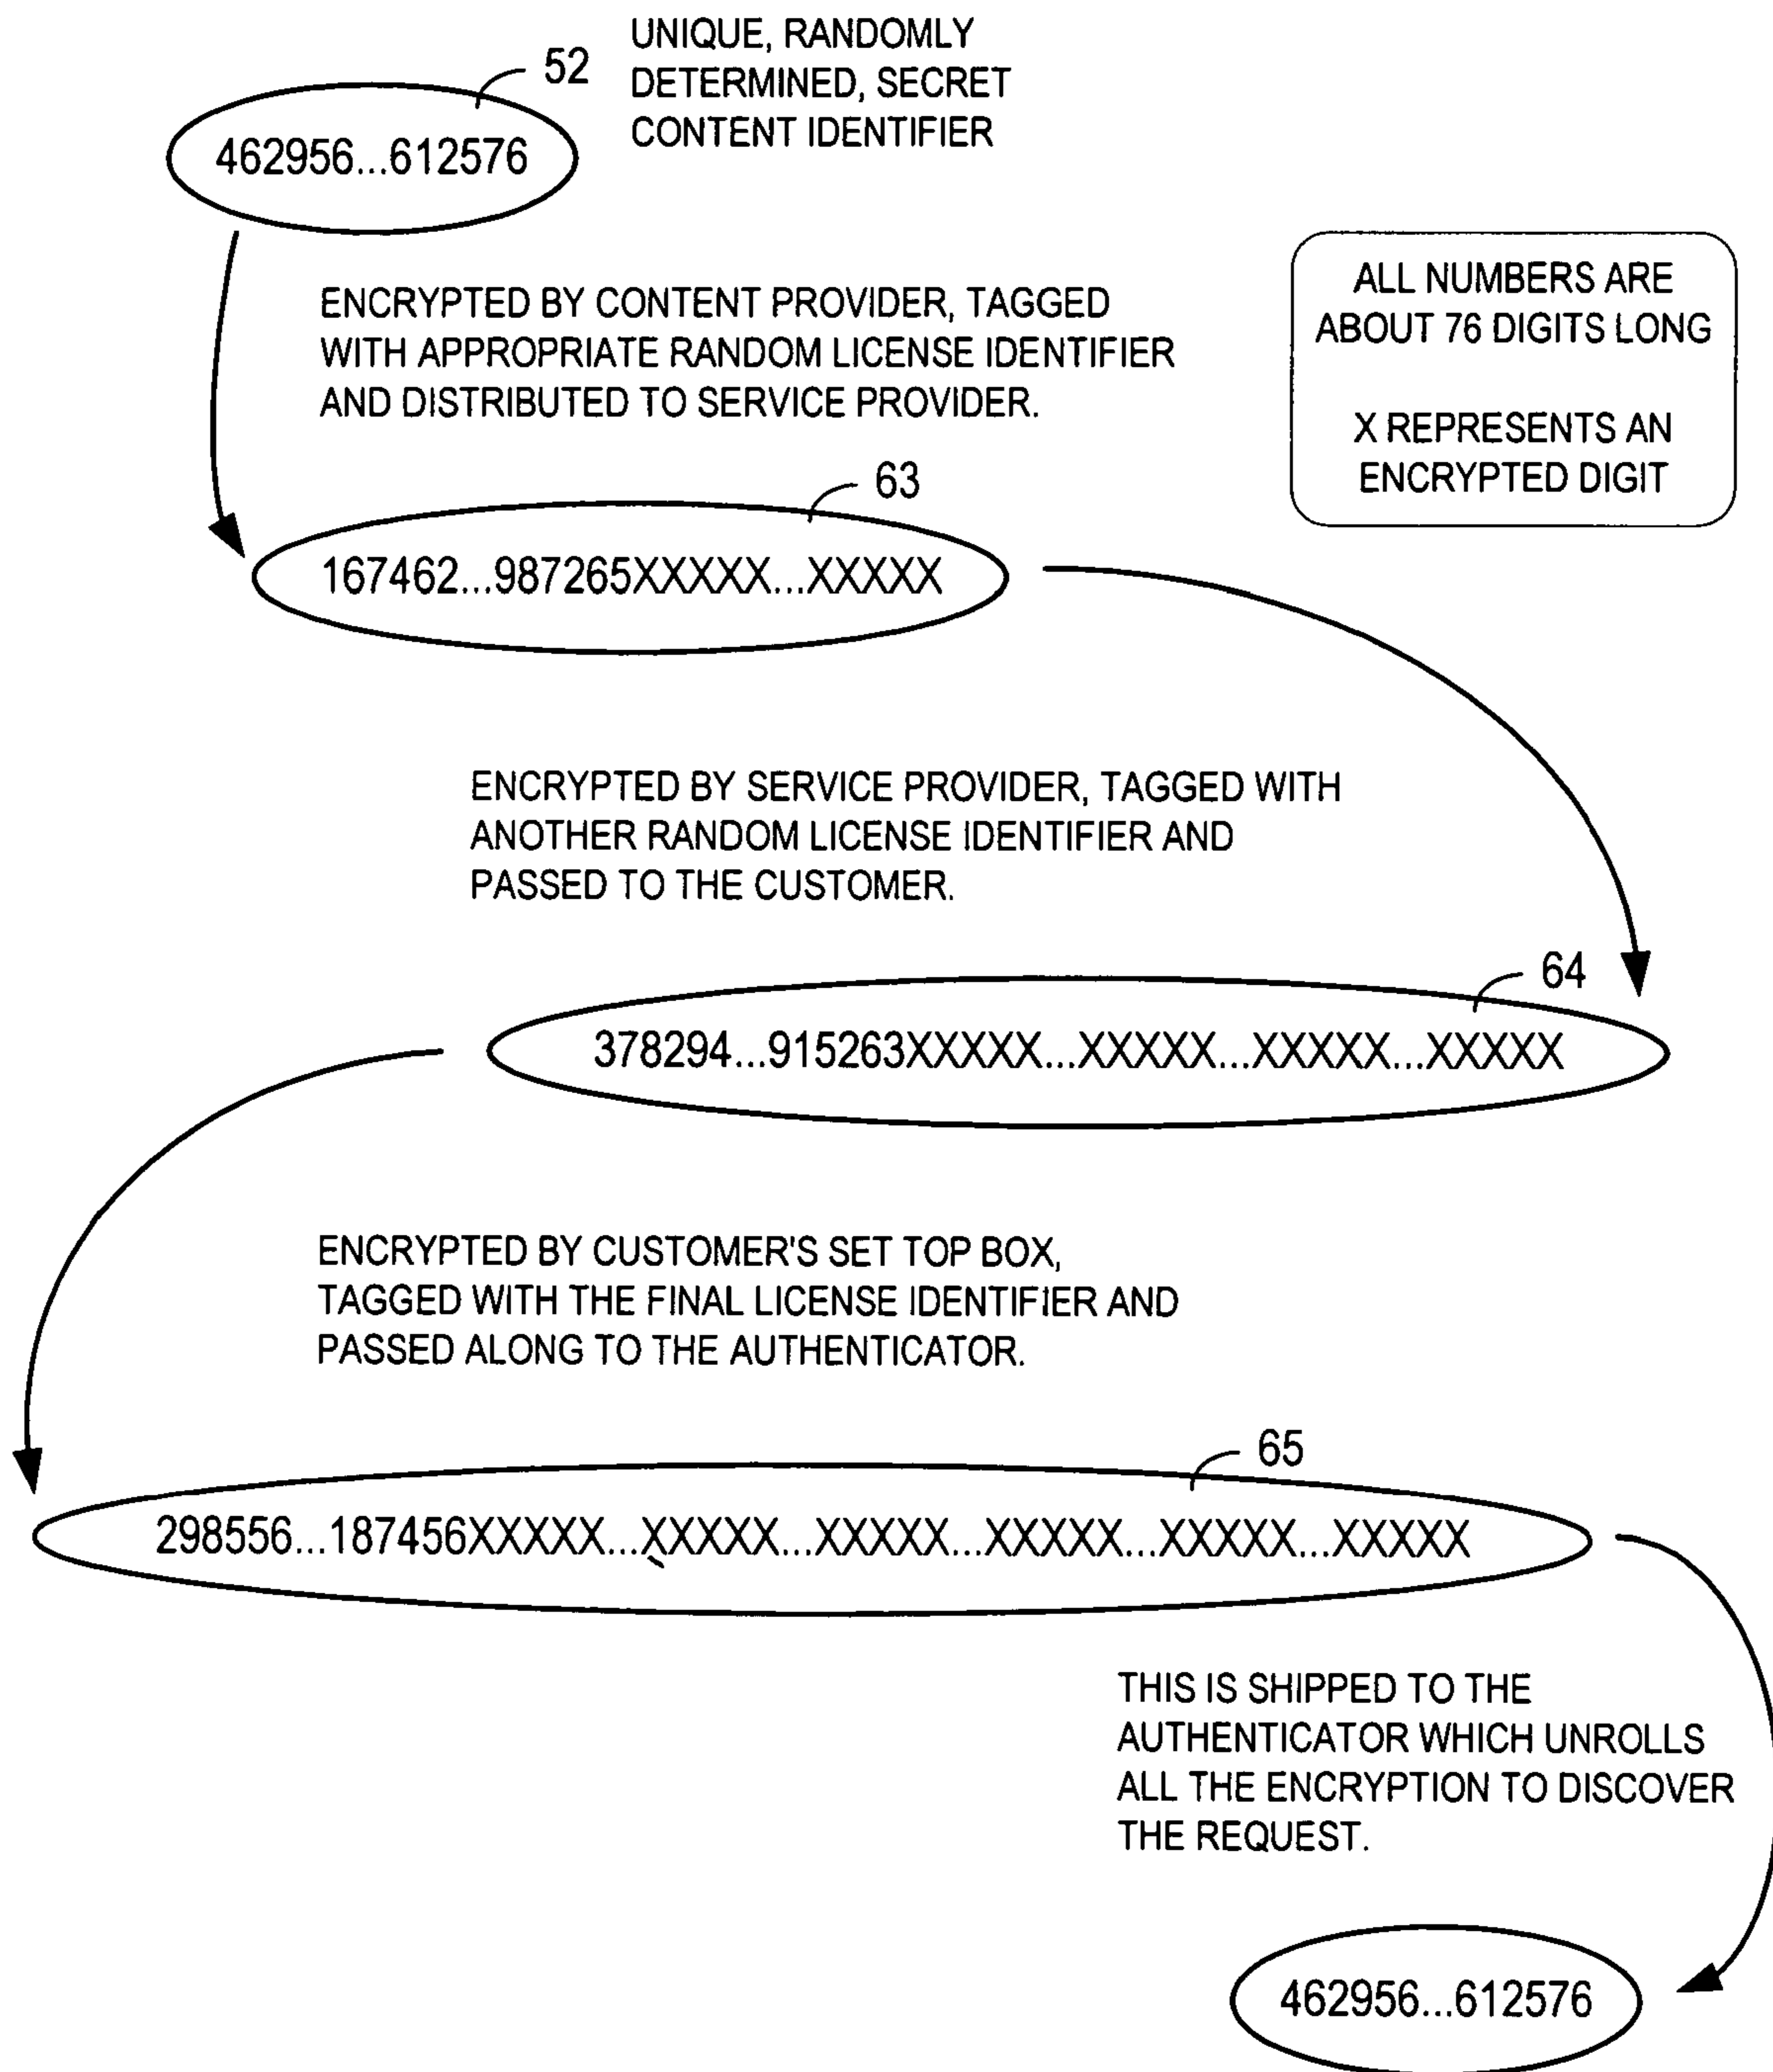 52
UNIQUE, RANDOMLY
DETERMINED, SECRET
CONTENT IDENTIFIER
462956...612576
ENCRYPTED BY CONTENT PROVIDER, TAGGED
WITH APPROPRIATE RANDOM LICENSE IDENTIFIER
AND DISTRIBUTED TO SERVICE PROVIDER.
ALL NUMBERS ARE
ABOUT 76 DIGITS LONG
X REPRESENTS AN
ENCRYPTED DIGIT
63
167462...987265XXXXX...XXXXX
ENCRYPTED BY SERVICE PROVIDER, TAGGED WITH
ANOTHER RANDOM LICENSE IDENTIFIER AND
PASSED TO THE CUSTOMER.
64
378294...915263XXXXX...XXXXX...XXXXX...XXXXX
ENCRYPTED BY CUSTOMER'S SET TOP BOX,
TAGGED WITH THE FINAL LICENSE IDENTIFIER AND
PASSED ALONG TO THE AUTHENTICATOR.
65
298556...187456XXXXX...XXXXX...XXXXX...XXXXX...XXXXX...XXXXX
THIS IS SHIPPED TO THE
AUTHENTICATOR WHICH UNROLLS
ALL THE ENCRYPTION TO DISCOVER
THE REQUEST.
462956...612576